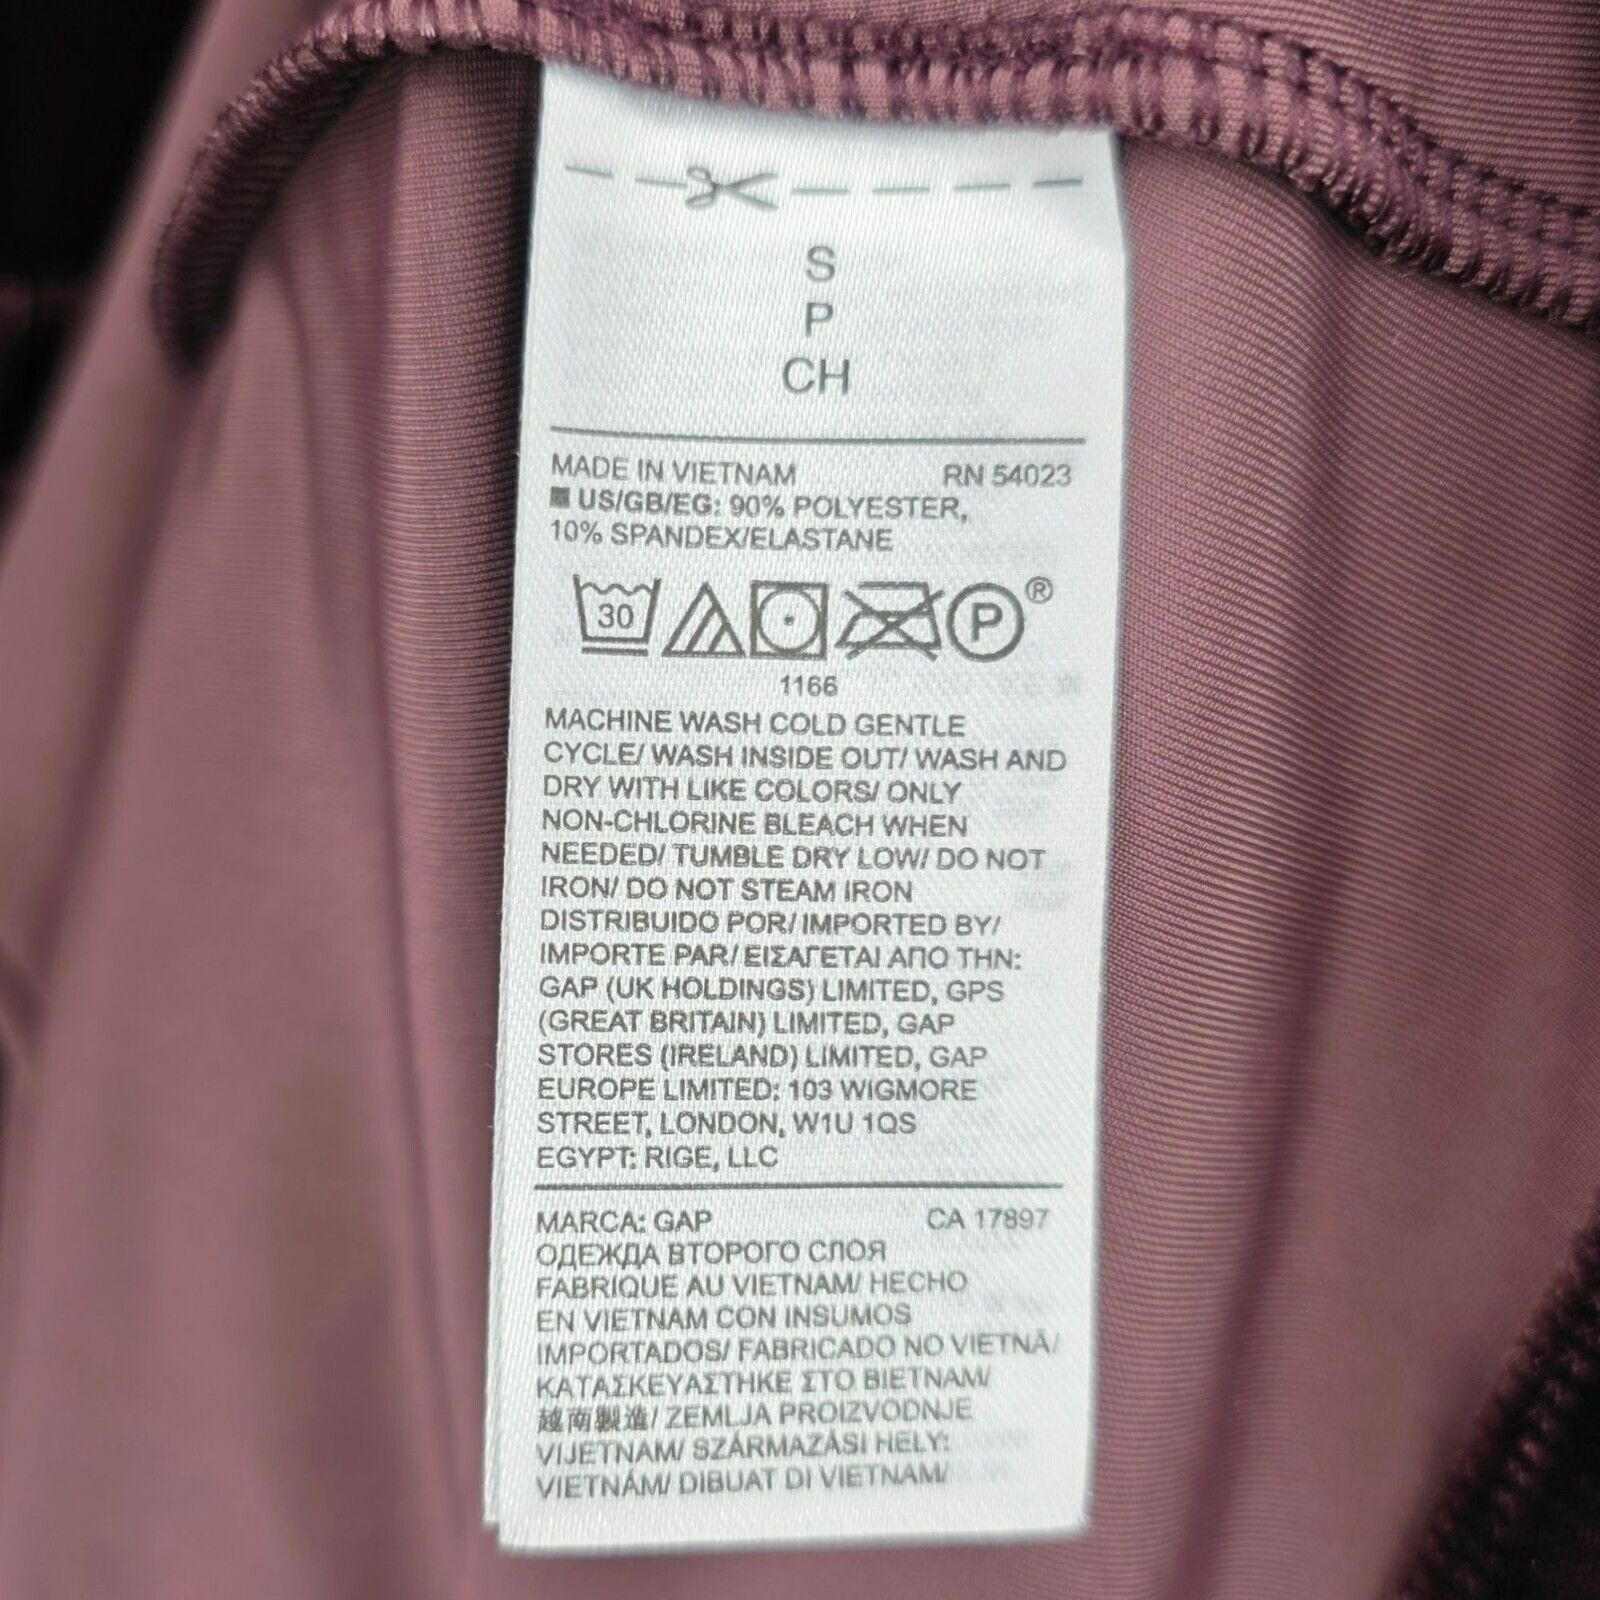 S
P
CH
MADE IN VIETNAM RN 54023
US/GB/EG: 90% POLYESTER,
10% SPANDEX/ELASTANE
30 P ®
1166
MACHINE WASH COLD GENTLE
CYCLE/ WASH INSIDE OUT/ WASH AND
DRY WITH LIKE COLORS/ ONLY
NON-CHLORINE BLEACH WHEN
NEEDED/ TUMBLE DRY LOW/ DO NOT
IRON/ DO NOT STEAM IRON
DISTRIBUIDO POR/ IMPORTED BY/
IMPORTE PAR/ ΕΙΣΑΓΕΤΑΙ ΑΠΟ ΤΗΝ:
GAP (UK HOLDINGS) LIMITED, GPS
(GREAT BRITAIN) LIMITED, GAP
STORES (IRELAND) LIMITED, GAP
EUROPE LIMITED: 103 WIGMORE
STREET, LONDON, W1U 1QS
EGYPT: RIGE, LLC
MARCA: GAP CA 17897
ОДЕЖДА ВТОРОГО СЛОЯ
FABRIQUE AU VIETNAM/ HECHO
EN VIETNAM CON INSUMOS
IMPORTADOS/ FABRICADO NO VIETNÃ/
ΚΑΤΑΣΚΕΥΑΣΤΗΚΕ ΣΤΟ ΒΙΕΤΝΑΜ/
越南製造/ ZEMLJA PROIZVODNJE
VIJETNAM/ SZÁRMAZÁSI HELY:
VIETNÁM/ DIBUAT DI VIETNAM/